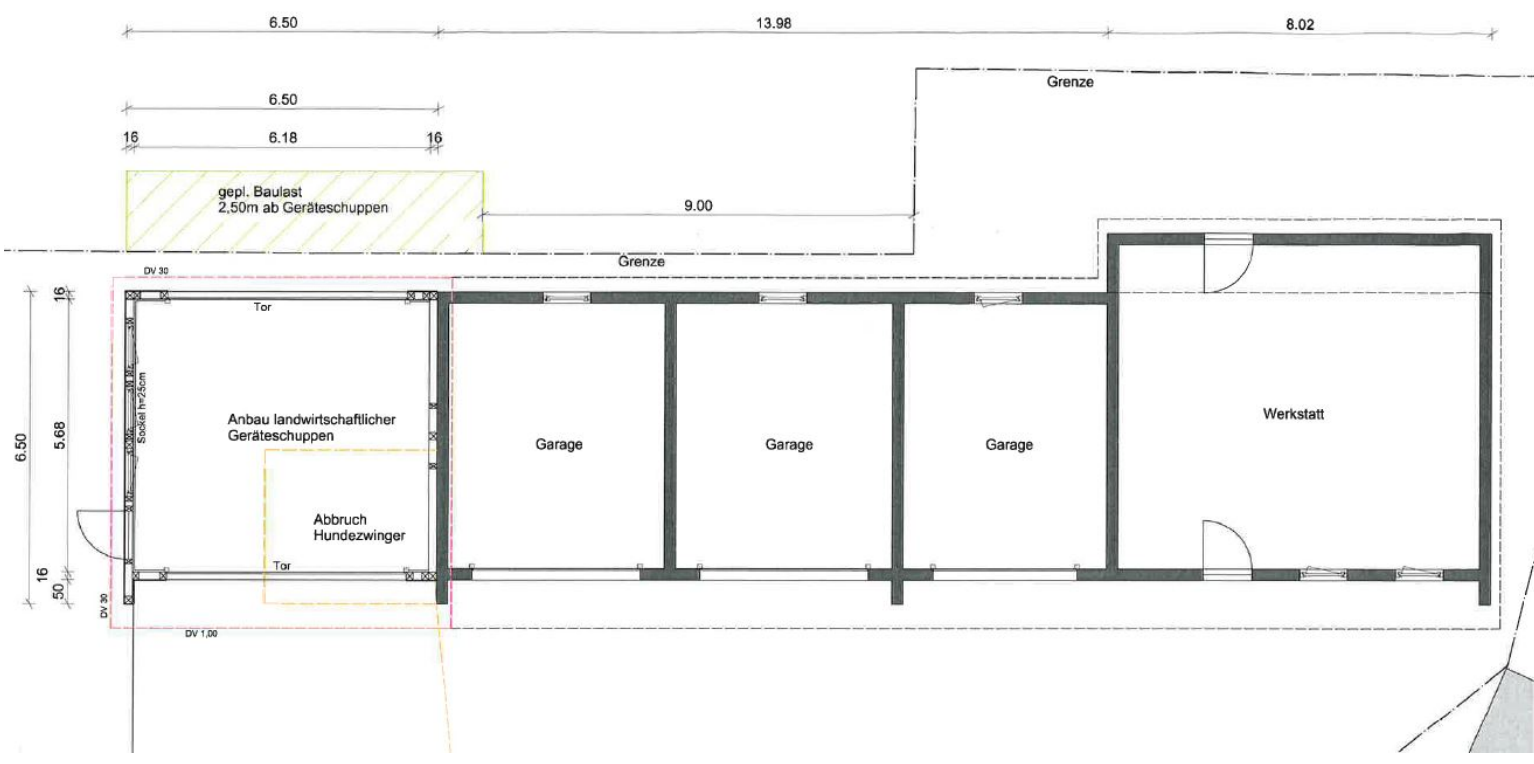 6.50
13.98
8.02
Grenze
6.50
16
6.18
16
gepl. Baulast
2,50m ab Geräteschuppen
9.00
Grenze
DV 30
Tor
16
6.50
5.68
Sockel h=25cm
Anbau landwirtschaftlicher
Geräteschuppen
Garage
Garage
Garage
Werkstatt
Abbruch
Hundezwinger
Tor
16
50
DV 30
DV 1,00